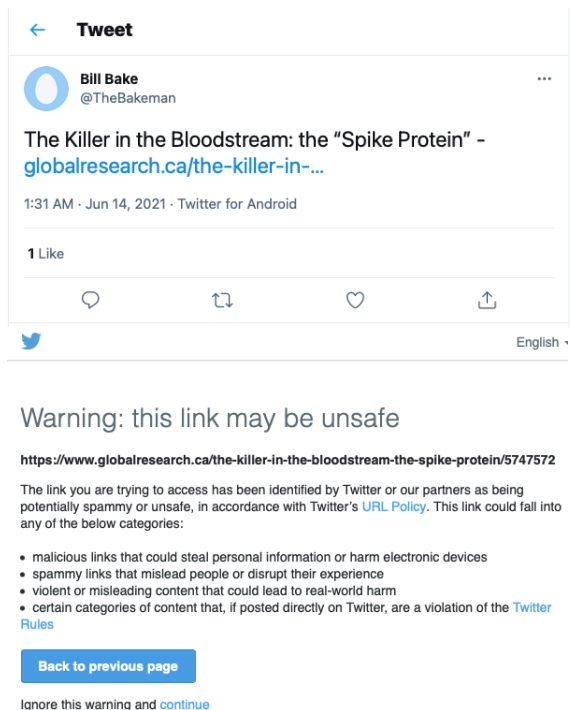 Tweet
Bill Bake
@TheBakeman
The Killer in the Bloodstream: the “Spike Protein” -
globalresearch.ca/the-killer-in-...
1:31 AM · Jun 14, 2021 · Twitter for Android
1 Like
English
Warning: this link may be unsafe
https://www.globalresearch.ca/the-killer-in-the-bloodstream-the-spike-protein/5747572
The link you are trying to access has been identified by Twitter or our partners as being
potentially spammy or unsafe, in accordance with Twitter's URL Policy. This link could fall into
any of the below categories:
• malicious links that could steal personal information or harm electronic devices
• spammy links that mislead people or disrupt their experience
• violent or misleading content that could lead to real-world harm
• certain categories of content that, if posted directly on Twitter, are a violation of the Twitter
Rules
Back to previous page
Ignore this warning and continue